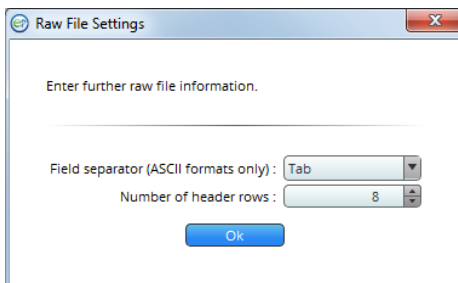 Raw File Settings
Enter further raw file information.
Field separator (ASCII formats only) : Tab
Number of header rows : 8
Ok